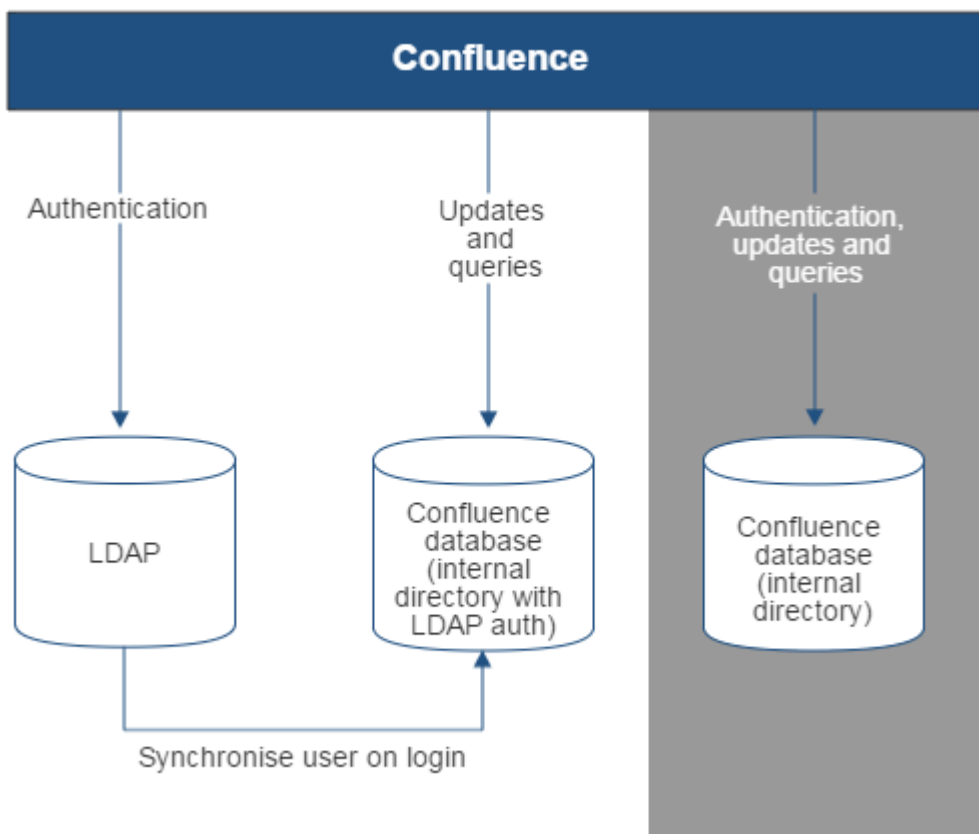 Confluence
Authentication
Updates
and
queries
Authentication,
updates and
queries
LDAP
Confluence
database
(internal
directory with
LDAP auth)
Confluence
database
(internal
directory)
Synchronise user on login